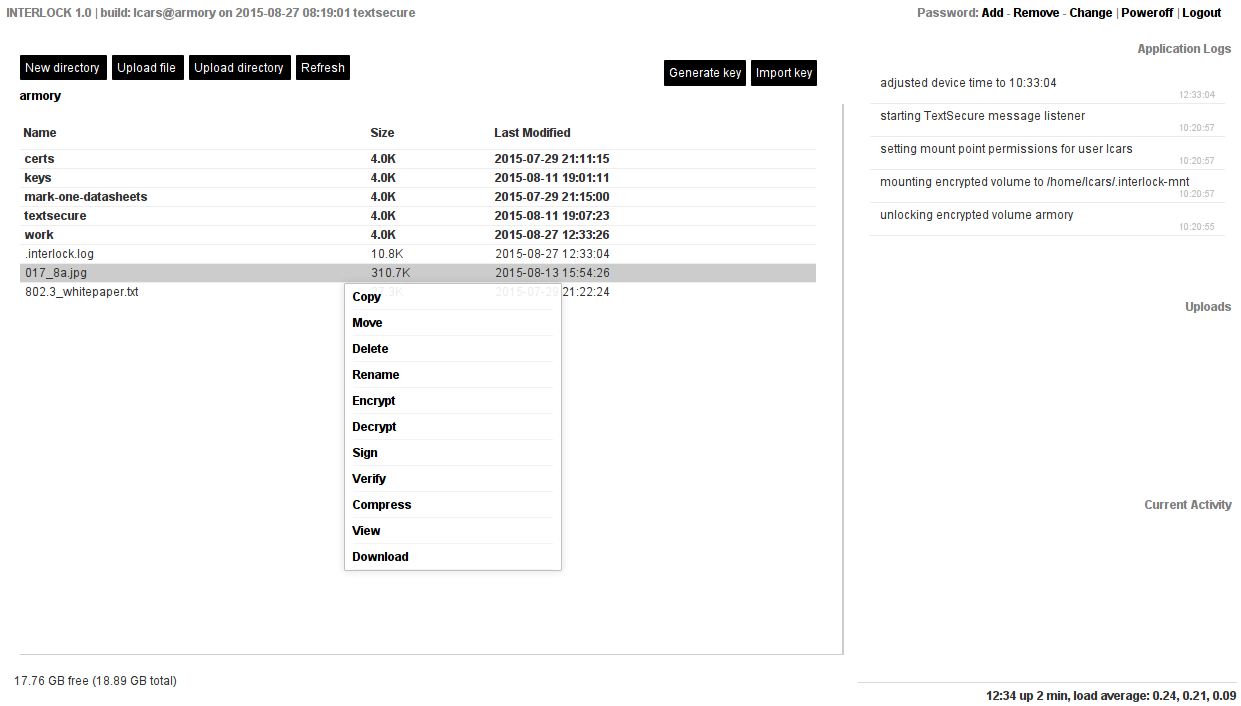 INTERLOCK 1.0 | build: lcars@armory on 2015-08-27 08:19:01 textsecure
Password: Add - Remove - Change | Poweroff | Logout
New directory Upload file Upload directory Refresh
Generate key Import key
armory
Name Size Last Modified
certs 4.0K 2015-07-29 21:11:15
keys 4.0K 2015-08-11 19:01:11
mark-one-datasheets 4.0K 2015-07-29 21:15:00
textsecure 4.0K 2015-08-11 19:07:23
work 4.0K 2015-08-27 12:33:26
.interlock.log 10.8K 2015-08-27 12:33:04
017_8a.jpg 310.7K 2015-08-13 15:54:26
802.3_whitepaper.txt 2015-07-29 21:22:24
Copy
Move
Delete
Rename
Encrypt
Decrypt
Sign
Verify
Compress
View
Download
17.76 GB free (18.89 GB total)
Application Logs
adjusted device time to 10:33:04
12:33:04
starting TextSecure message listener
10:20:57
setting mount point permissions for user lcars
10:20:57
mounting encrypted volume to /home/lcars/.interlock-mnt
10:20:57
unlocking encrypted volume armory
10:20:55
Uploads
Current Activity
12:34 up 2 min, load average: 0.24, 0.21, 0.09